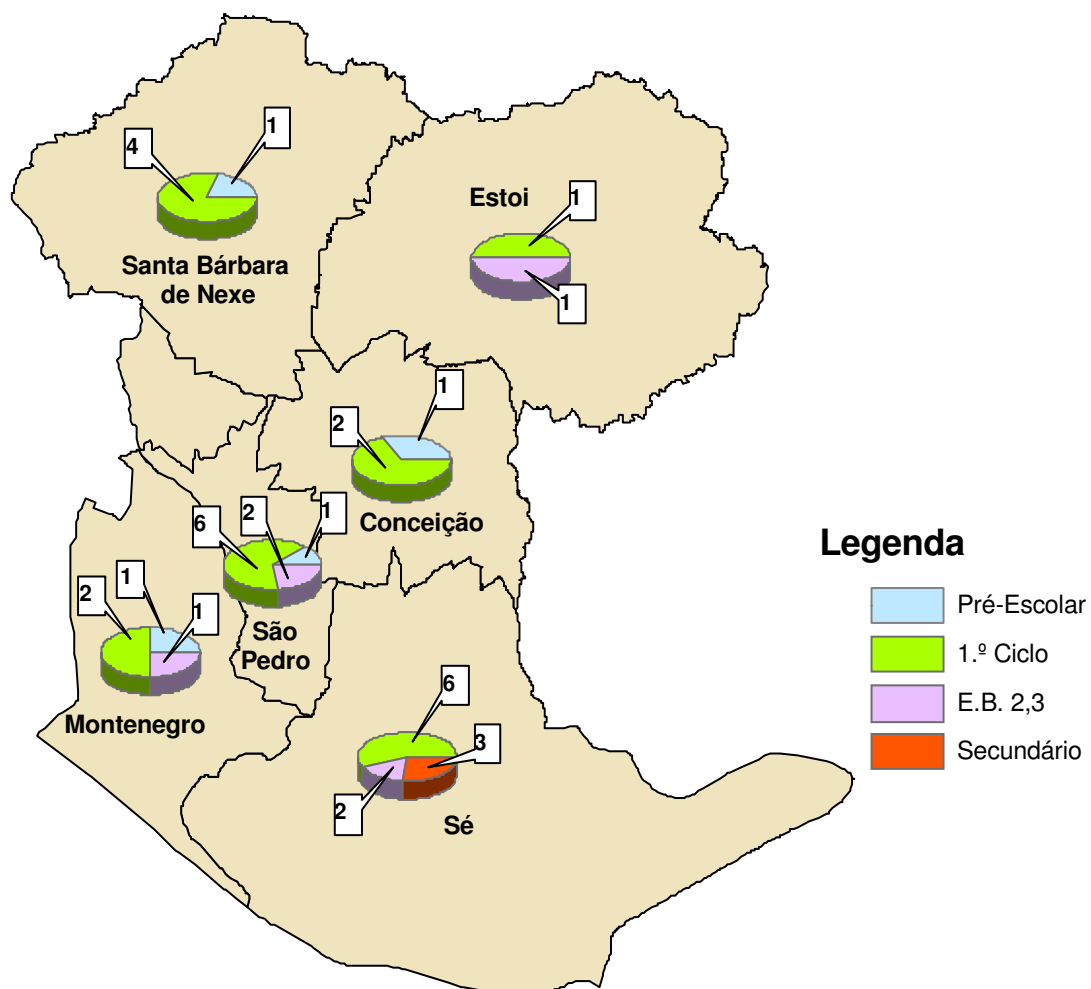 4
1
Santa Bárbara
de Nexe
Estoi
1
1
1
2
Conceição
6
2
1
São
Pedro
2
1
1
Montenegro
6
3
2
Sé
Legenda
Pré-Escolar
1.º Ciclo
E.B. 2,3
Secundário